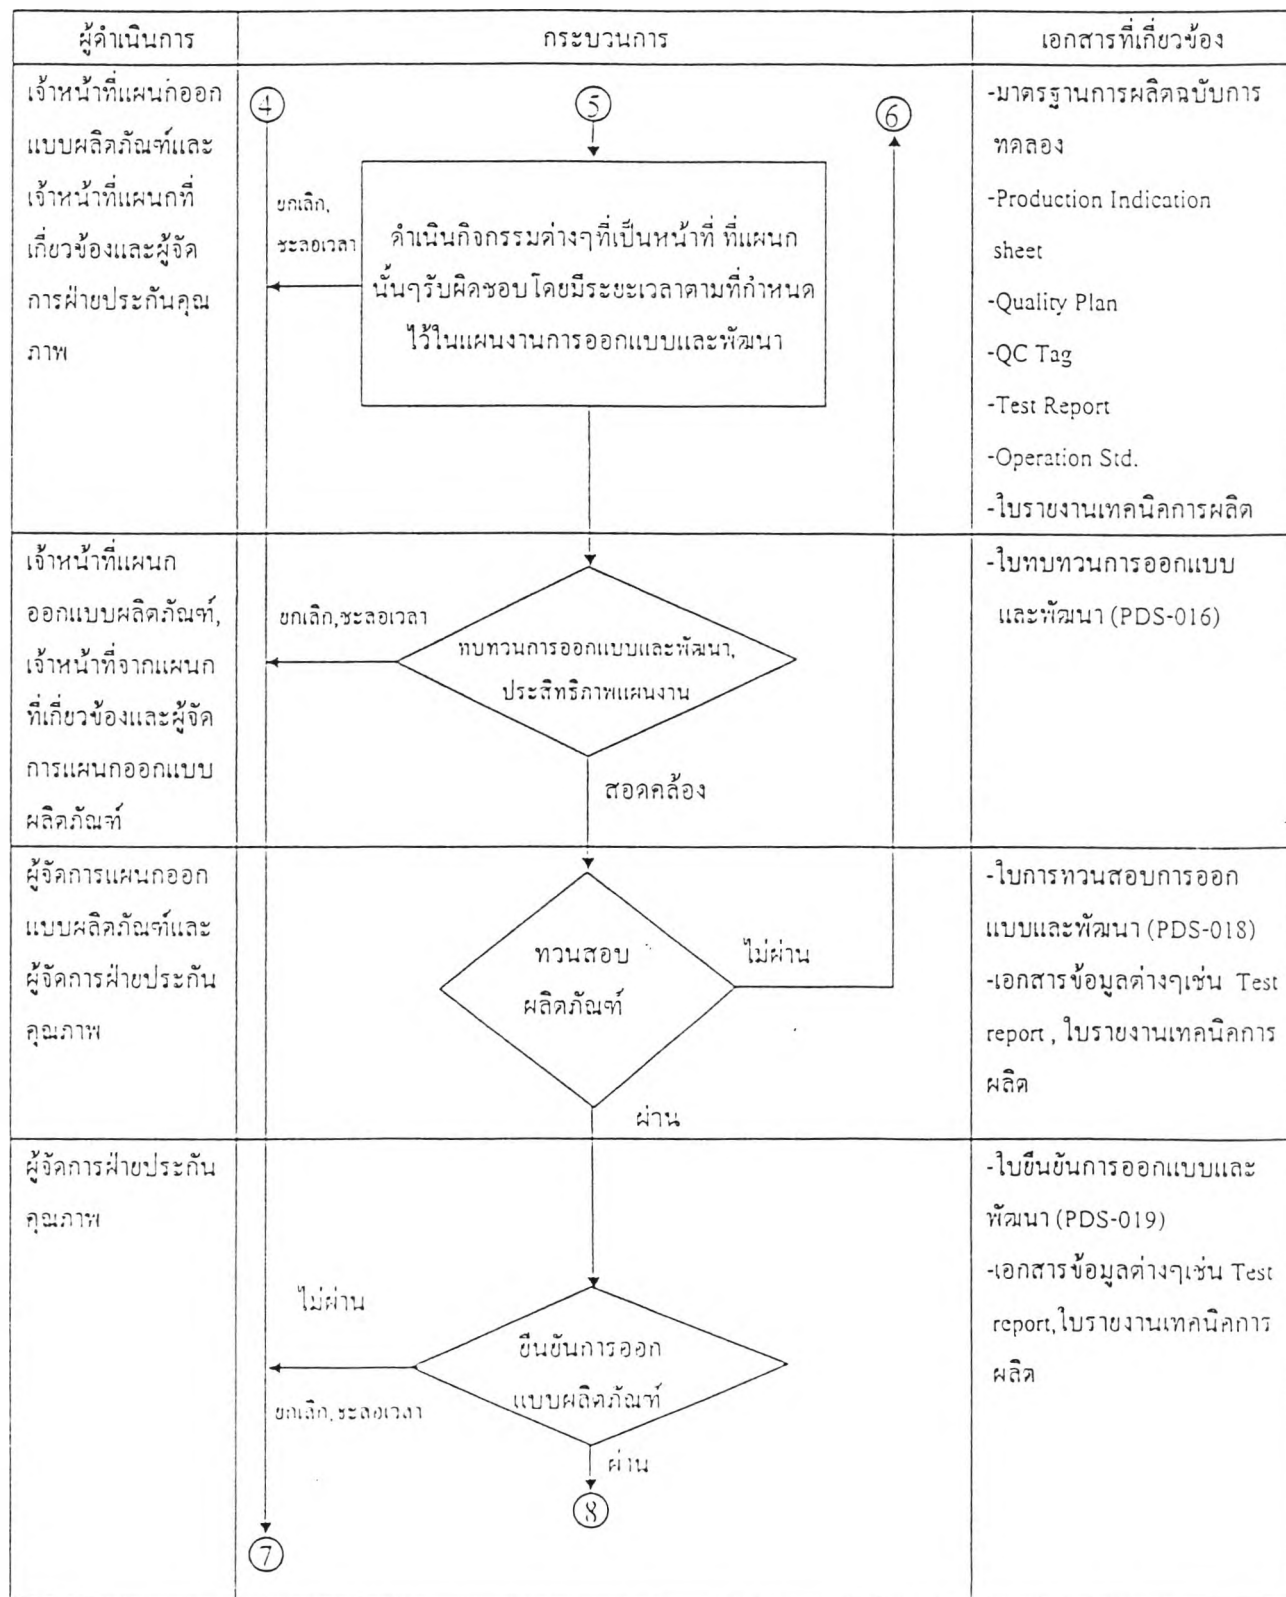 ผู้ดำเนินการ
กระบวนการ
เอกสารที่เกี่ยวข้อง
เจ้าหน้าที่แผนกออก
แบบผลิตภัณฑ์และ
เจ้าหน้าที่แผนกที่
เกี่ยวข้องและผู้จัด
การฝ่ายประกันคุณ
ภาพ
4
5
6
ยกเลิก,
ชะลอเวลา
ดำเนินกิจกรรมต่างๆที่เป็นหน้าที่ ที่แผนก
นั้นๆรับผิดชอบ โดยมีระยะเวลาตามที่กำหนด
ไว้ในแผนงานการออกแบบและพัฒนา
-มาตรฐานการผลิตฉบับการ
ทดลอง
-Production Indication
sheet
-Quality Plan
-QC Tag
-Test Report
-Operation Std.
-ใบรายงานเทคนิคการผลิต
เจ้าหน้าที่แผนก
ออกแบบผลิตภัณฑ์,
เจ้าหน้าที่จากแผนก
ที่เกี่ยวข้องและผู้จัด
การแผนกออกแบบ
ผลิตภัณฑ์
ยกเลิก,ชะลอเวลา
ทบทวนการออกแบบและพัฒนา,
ประสิทธิภาพแผนงาน
สอดคล้อง
-ใบทบทวนการออกแบบ
และพัฒนา (PDS-016)
ผู้จัดการแผนกออก
แบบผลิตภัณฑ์และ
ผู้จัดการฝ่ายประกัน
คุณภาพ
ทวนสอบ
ผลิตภัณฑ์
ไม่ผ่าน
ผ่าน
-ใบการทวนสอบการออก
แบบและพัฒนา (PDS-018)
-เอกสารข้อมูลต่างๆเช่น Test
report , ใบรายงานเทคนิคการ
ผลิต
ผู้จัดการฝ่ายประกัน
คุณภาพ
ไม่ผ่าน
ยืนยันการออก
แบบผลิตภัณฑ์
ยกเลิก,ชะลอเวลา
ผ่าน
8
7
-ใบยืนยันการออกแบบและ
พัฒนา (PDS-019)
-เอกสารข้อมูลต่างๆเช่น Test
report,ใบรายงานเทคนิคการ
ผลิต